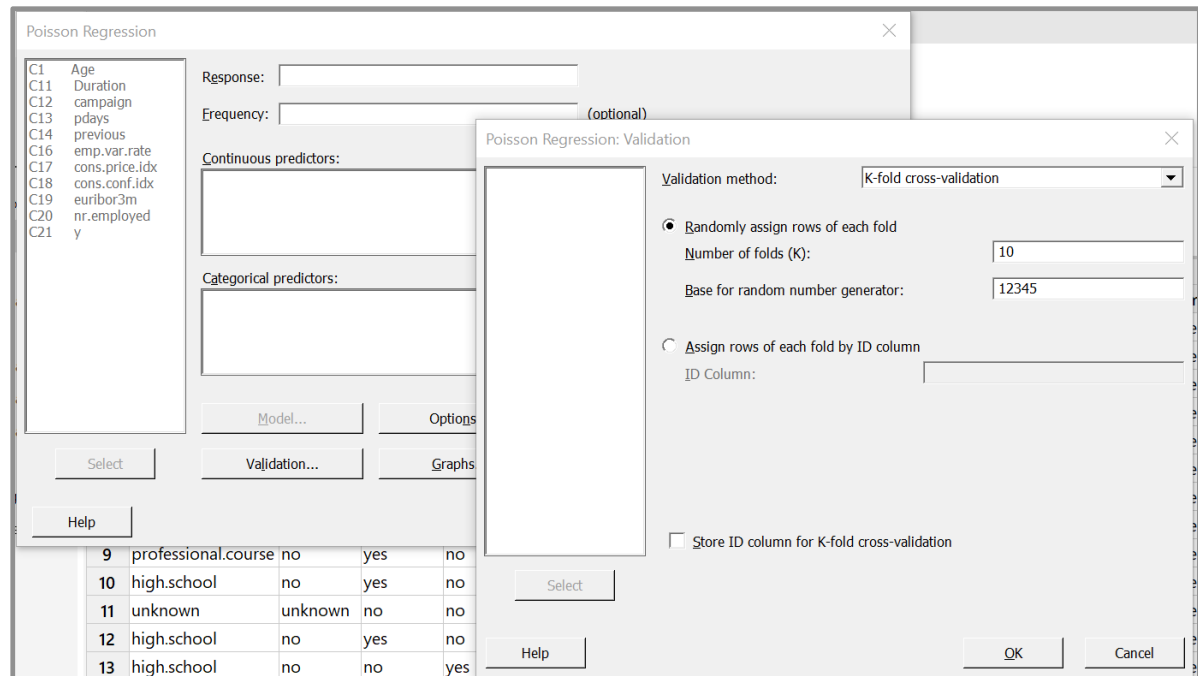 Poisson Regression
C1 Age
C11 Duration
C12 campaign
C13 pdays
C14 previous
C16 emp.var.rate
C17 cons.price.idx
C18 cons.conf.idx
C19 euribor3m
C20 nr.employed
C21 y
Response:
Frequency:
(optional)
Continuous predictors:
Categorical predictors:
Model...
Options
Select
Validation...
Graphs
Help
Poisson Regression: Validation
Validation method:
K-fold cross-validation
Randomly assign rows of each fold
Number of folds (K):
10
Base for random number generator:
12345
Assign rows of each fold by ID column
ID Column:
Store ID column for K-fold cross-validation
Select
Help
OK
Cancel
9 professional.course no yes no
10 high.school no yes no
11 unknown unknown no no
12 high.school no yes no
13 high.school no no yes